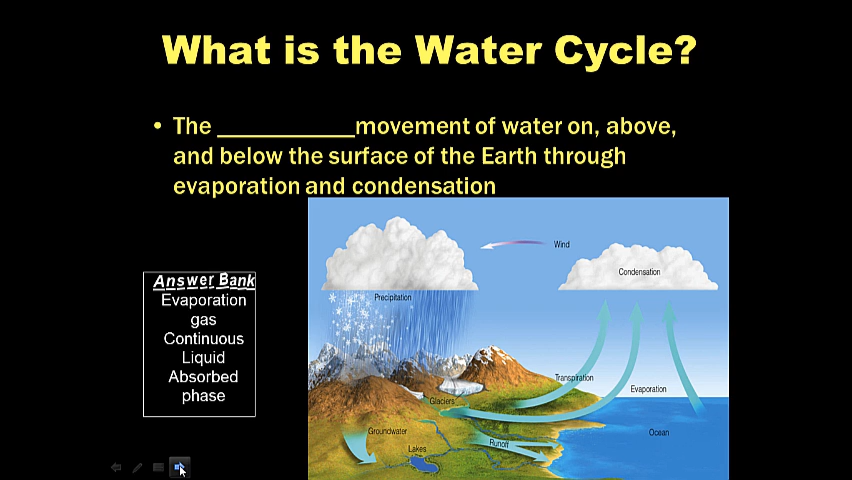 What is the Water Cycle?
• The ___________movement of water on, above,
and below the surface of the Earth through
evaporation and condensation
Wind
Condensation
Answer Bank
Evaporation
gas
Continuous
Liquid
Absorbed
phase
Precipitation
Transpiration
Evaporation
Glaciers
Groundwater
Ocean
Runoff
Lakes